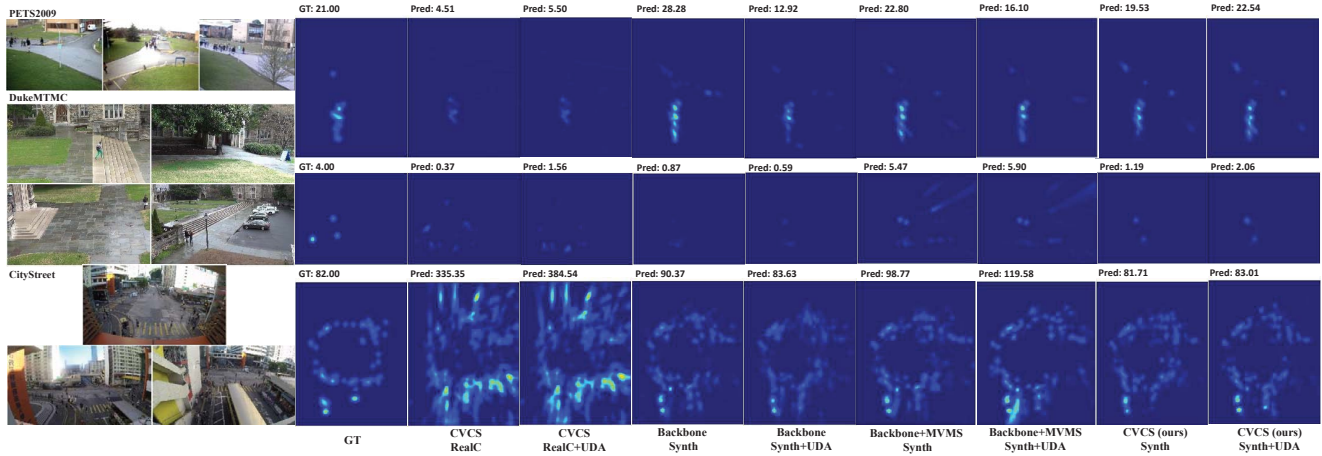 PETS2009
GT: 21.00 Pred: 4.51 Pred: 5.50 Pred: 28.28 Pred: 12.92 Pred: 22.80 Pred: 16.10 Pred: 19.53 Pred: 22.54
DukeMTMC
GT: 4.00 Pred: 0.37 Pred: 1.56 Pred: 0.87 Pred: 0.59 Pred: 5.47 Pred: 5.90 Pred: 1.19 Pred: 2.06
CityStreet
GT: 82.00 Pred: 335.35 Pred: 384.54 Pred: 90.37 Pred: 83.63 Pred: 98.77 Pred: 119.58 Pred: 81.71 Pred: 83.01
GT
CVCS
RealC
CVCS
RealC+UDA
Backbone
Synth
Backbone
Synth+UDA
Backbone+MVMS
Synth
Backbone+MVMS
Synth+UDA
CVCS (ours)
Synth
CVCS (ours)
Synth+UDA